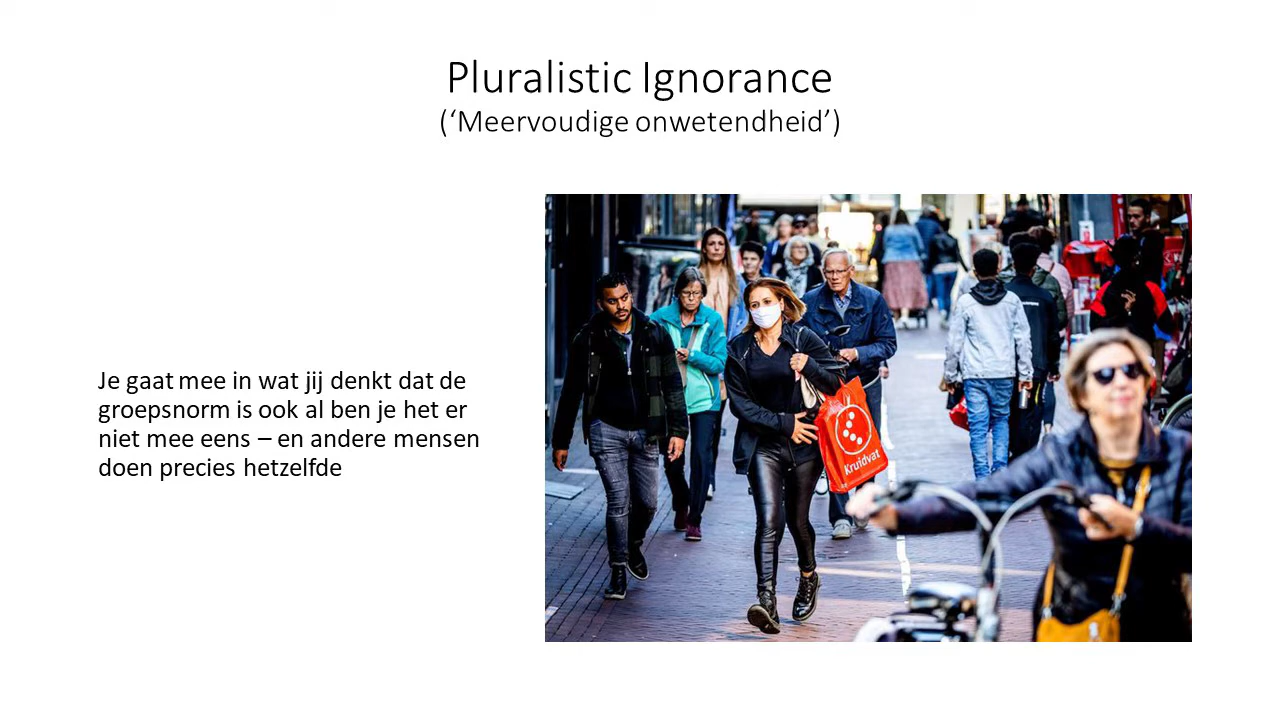 Pluralistic Ignorance
(‘Meervoudige onwetendheid’)
Je gaat mee in wat jij denkt dat de
groepsnorm is ook al ben je het er
niet mee eens – en andere mensen
doen precies hetzelfde
Kruidvat